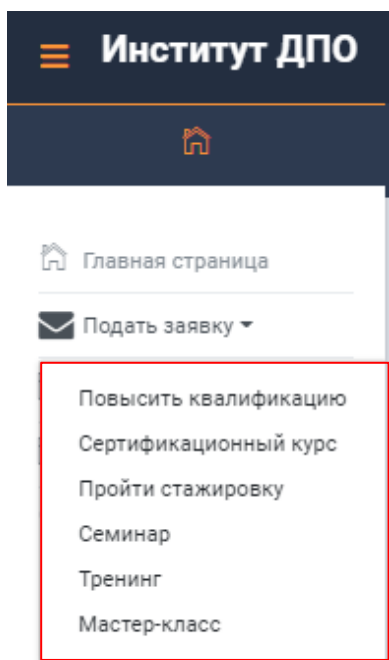 Институт ДПО
Главная страница
Подать заявку
Повысить квалификацию
Сертификационный курс
Пройти стажировку
Семинар
Тренинг
Мастер-класс